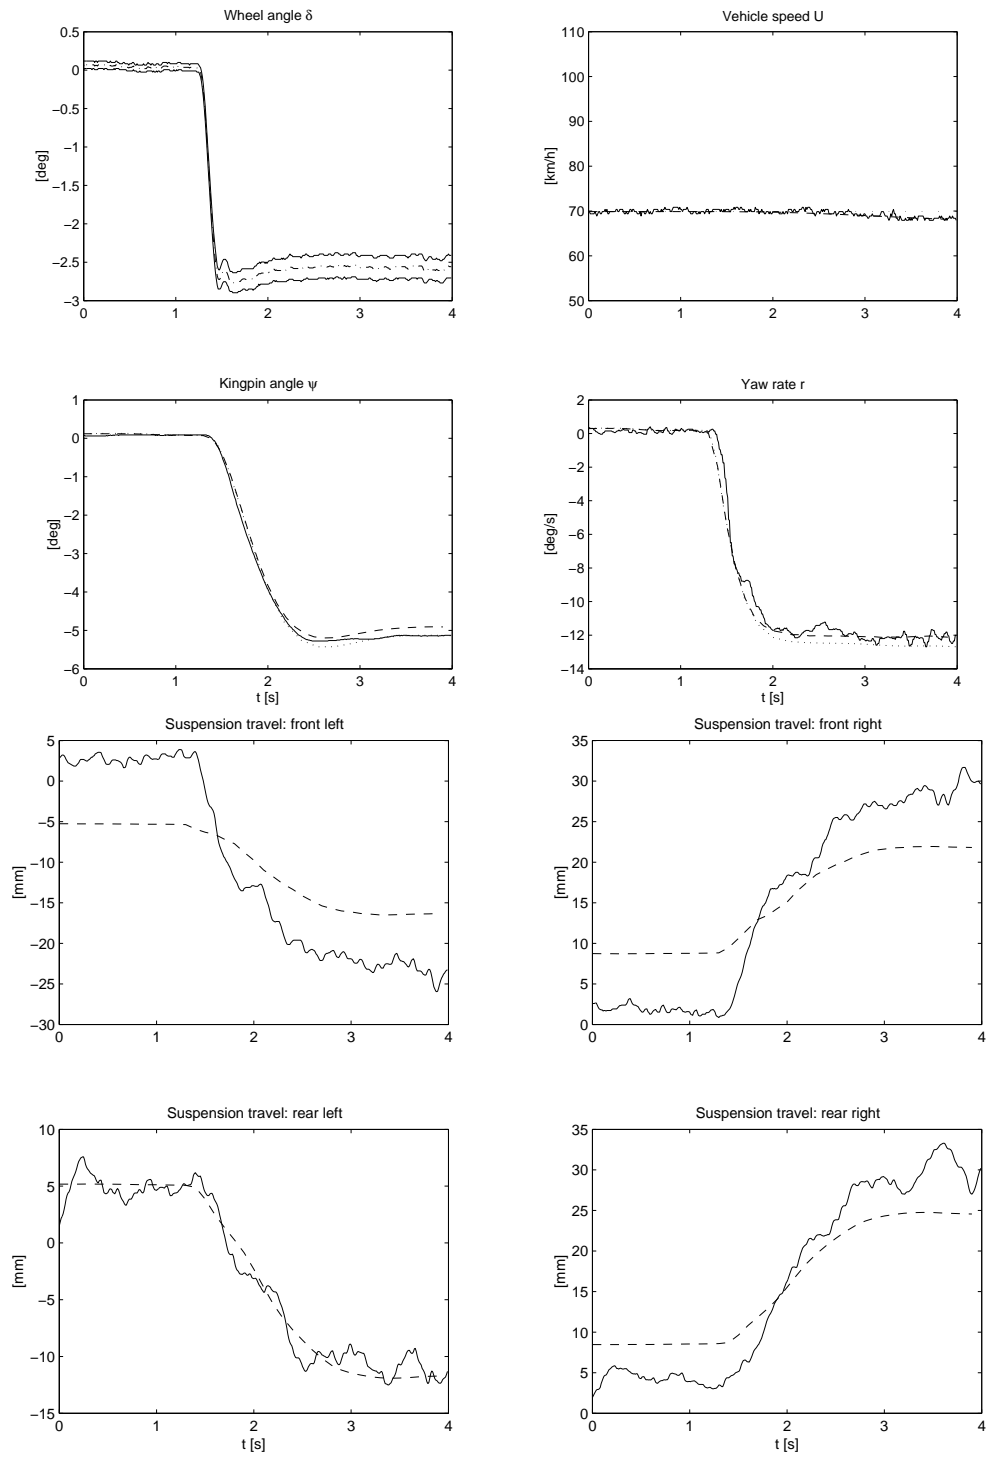 Wheel angle δ
0.5
0
−0.5
−1
−1.5
−2
−2.5
−3
[deg]
0 1 2 3 4
Vehicle speed U
110
100
90
80
70
60
50
[km/h]
0 1 2 3 4
Kingpin angle ψ
1
0
−1
−2
−3
−4
−5
−6
[deg]
0 1 2 3 4
t [s]
Yaw rate r
2
0
−2
−4
−6
−8
−10
−12
−14
[deg/s]
0 1 2 3 4
t [s]
Suspension travel: front left
5
0
−5
−10
−15
−20
−25
−30
[mm]
0 1 2 3 4
Suspension travel: front right
35
30
25
20
15
10
5
0
[mm]
0 1 2 3 4
Suspension travel: rear left
10
5
0
−5
−10
−15
[mm]
0 1 2 3 4
t [s]
Suspension travel: rear right
35
30
25
20
15
10
5
0
[mm]
0 1 2 3 4
t [s]